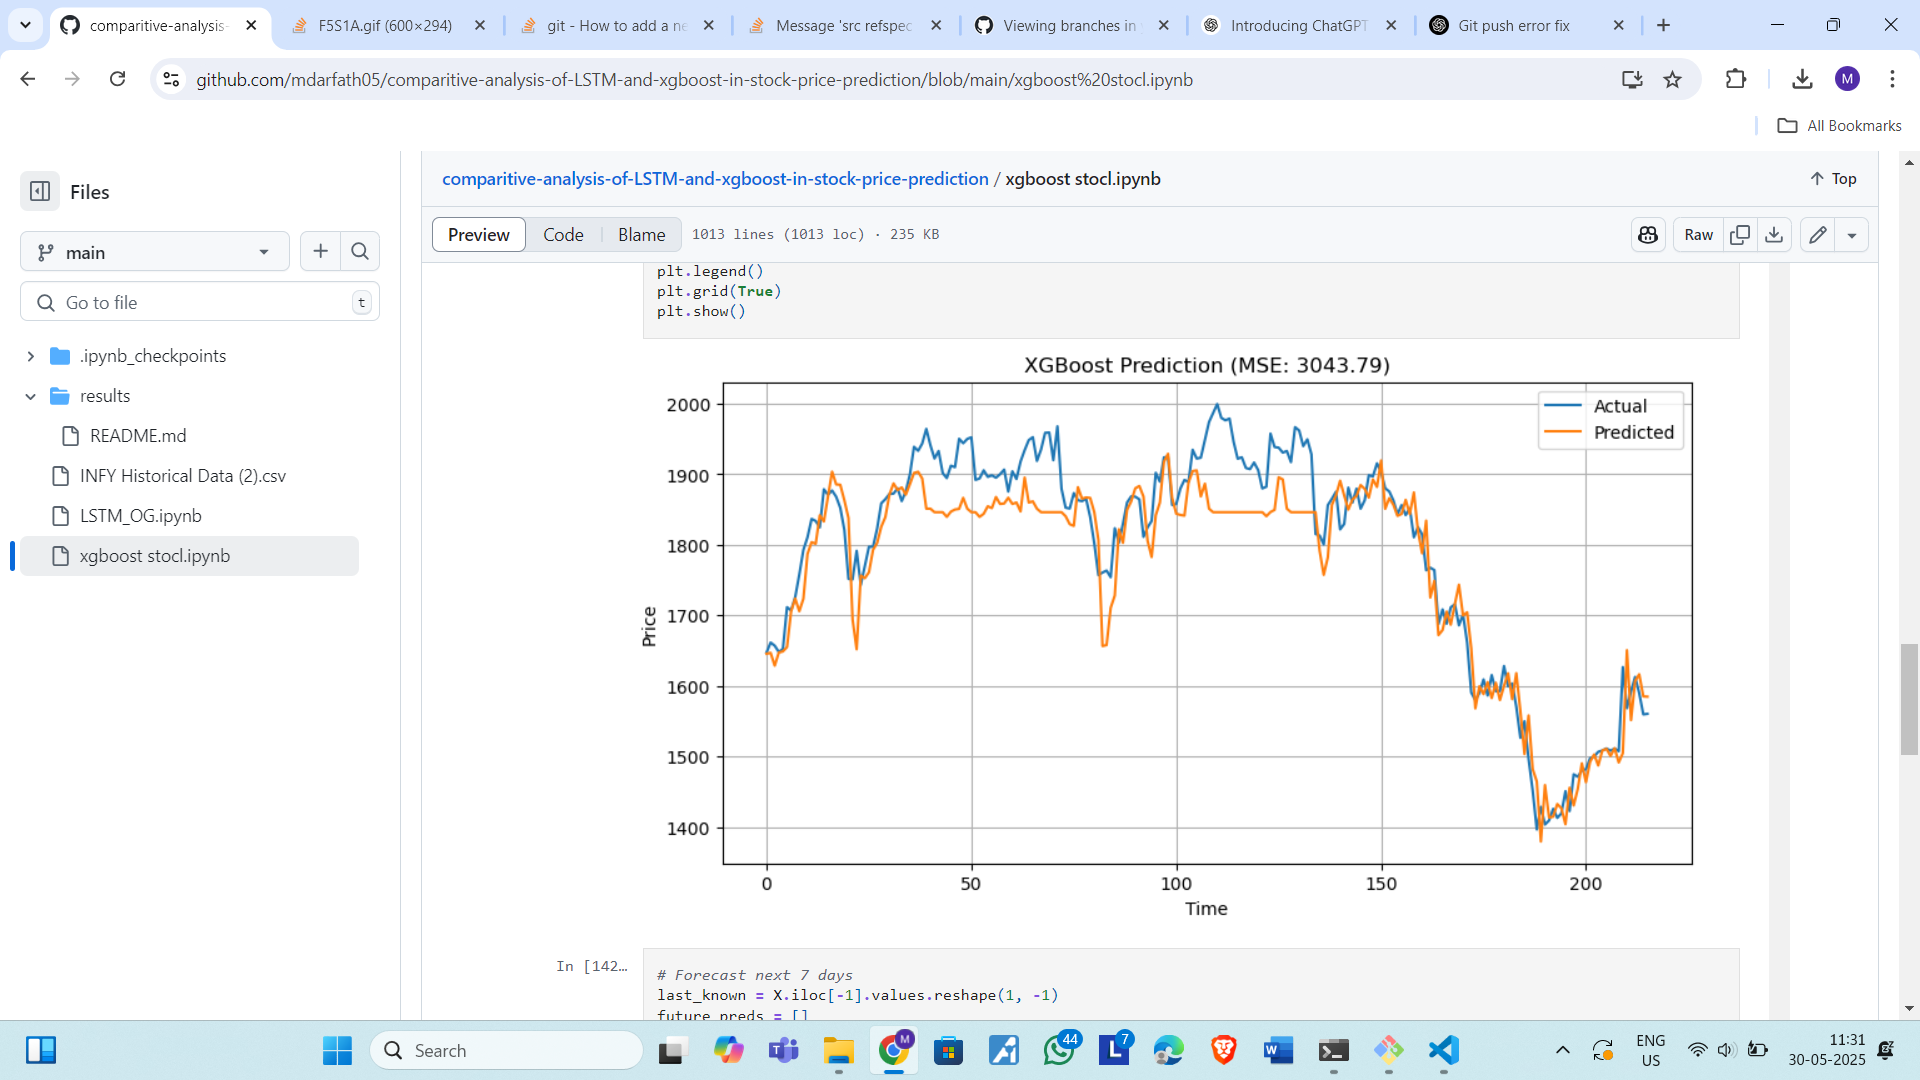 comparitive-analysis-
F5S1A.gif (600×294)
git - How to add a ne
Message 'src refspec
Viewing branches in
Introducing ChatGPT
Git push error fix
github.com/mdarfath05/comparitive-analysis-of-LSTM-and-xgboost-in-stock-price-prediction/blob/main/xgboost%20stocl.ipynb
M
All Bookmarks
Files
comparitive-analysis-of-LSTM-and-xgboost-in-stock-price-prediction / xgboost stocl.ipynb
Top
main
Preview
Code
Blame
1013 lines (1013 loc) · 235 KB
Raw
Go to file
t
.ipynb_checkpoints
results
README.md
INFY Historical Data (2).csv
LSTM_OG.ipynb
xgboost stocl.ipynb
plt.legend()
plt.grid(True)
plt.show()
XGBoost Prediction (MSE: 3043.79)
Actual
Predicted
2000
1900
1800
1700
1600
1500
1400
Price
0
50
100
150
200
Time
In [142…
# Forecast next 7 days
last_known = X.iloc[-1].values.reshape(1, -1)
future_preds = []
Search
M
44
L
7
W
ENG
US
11:31
30-05-2025